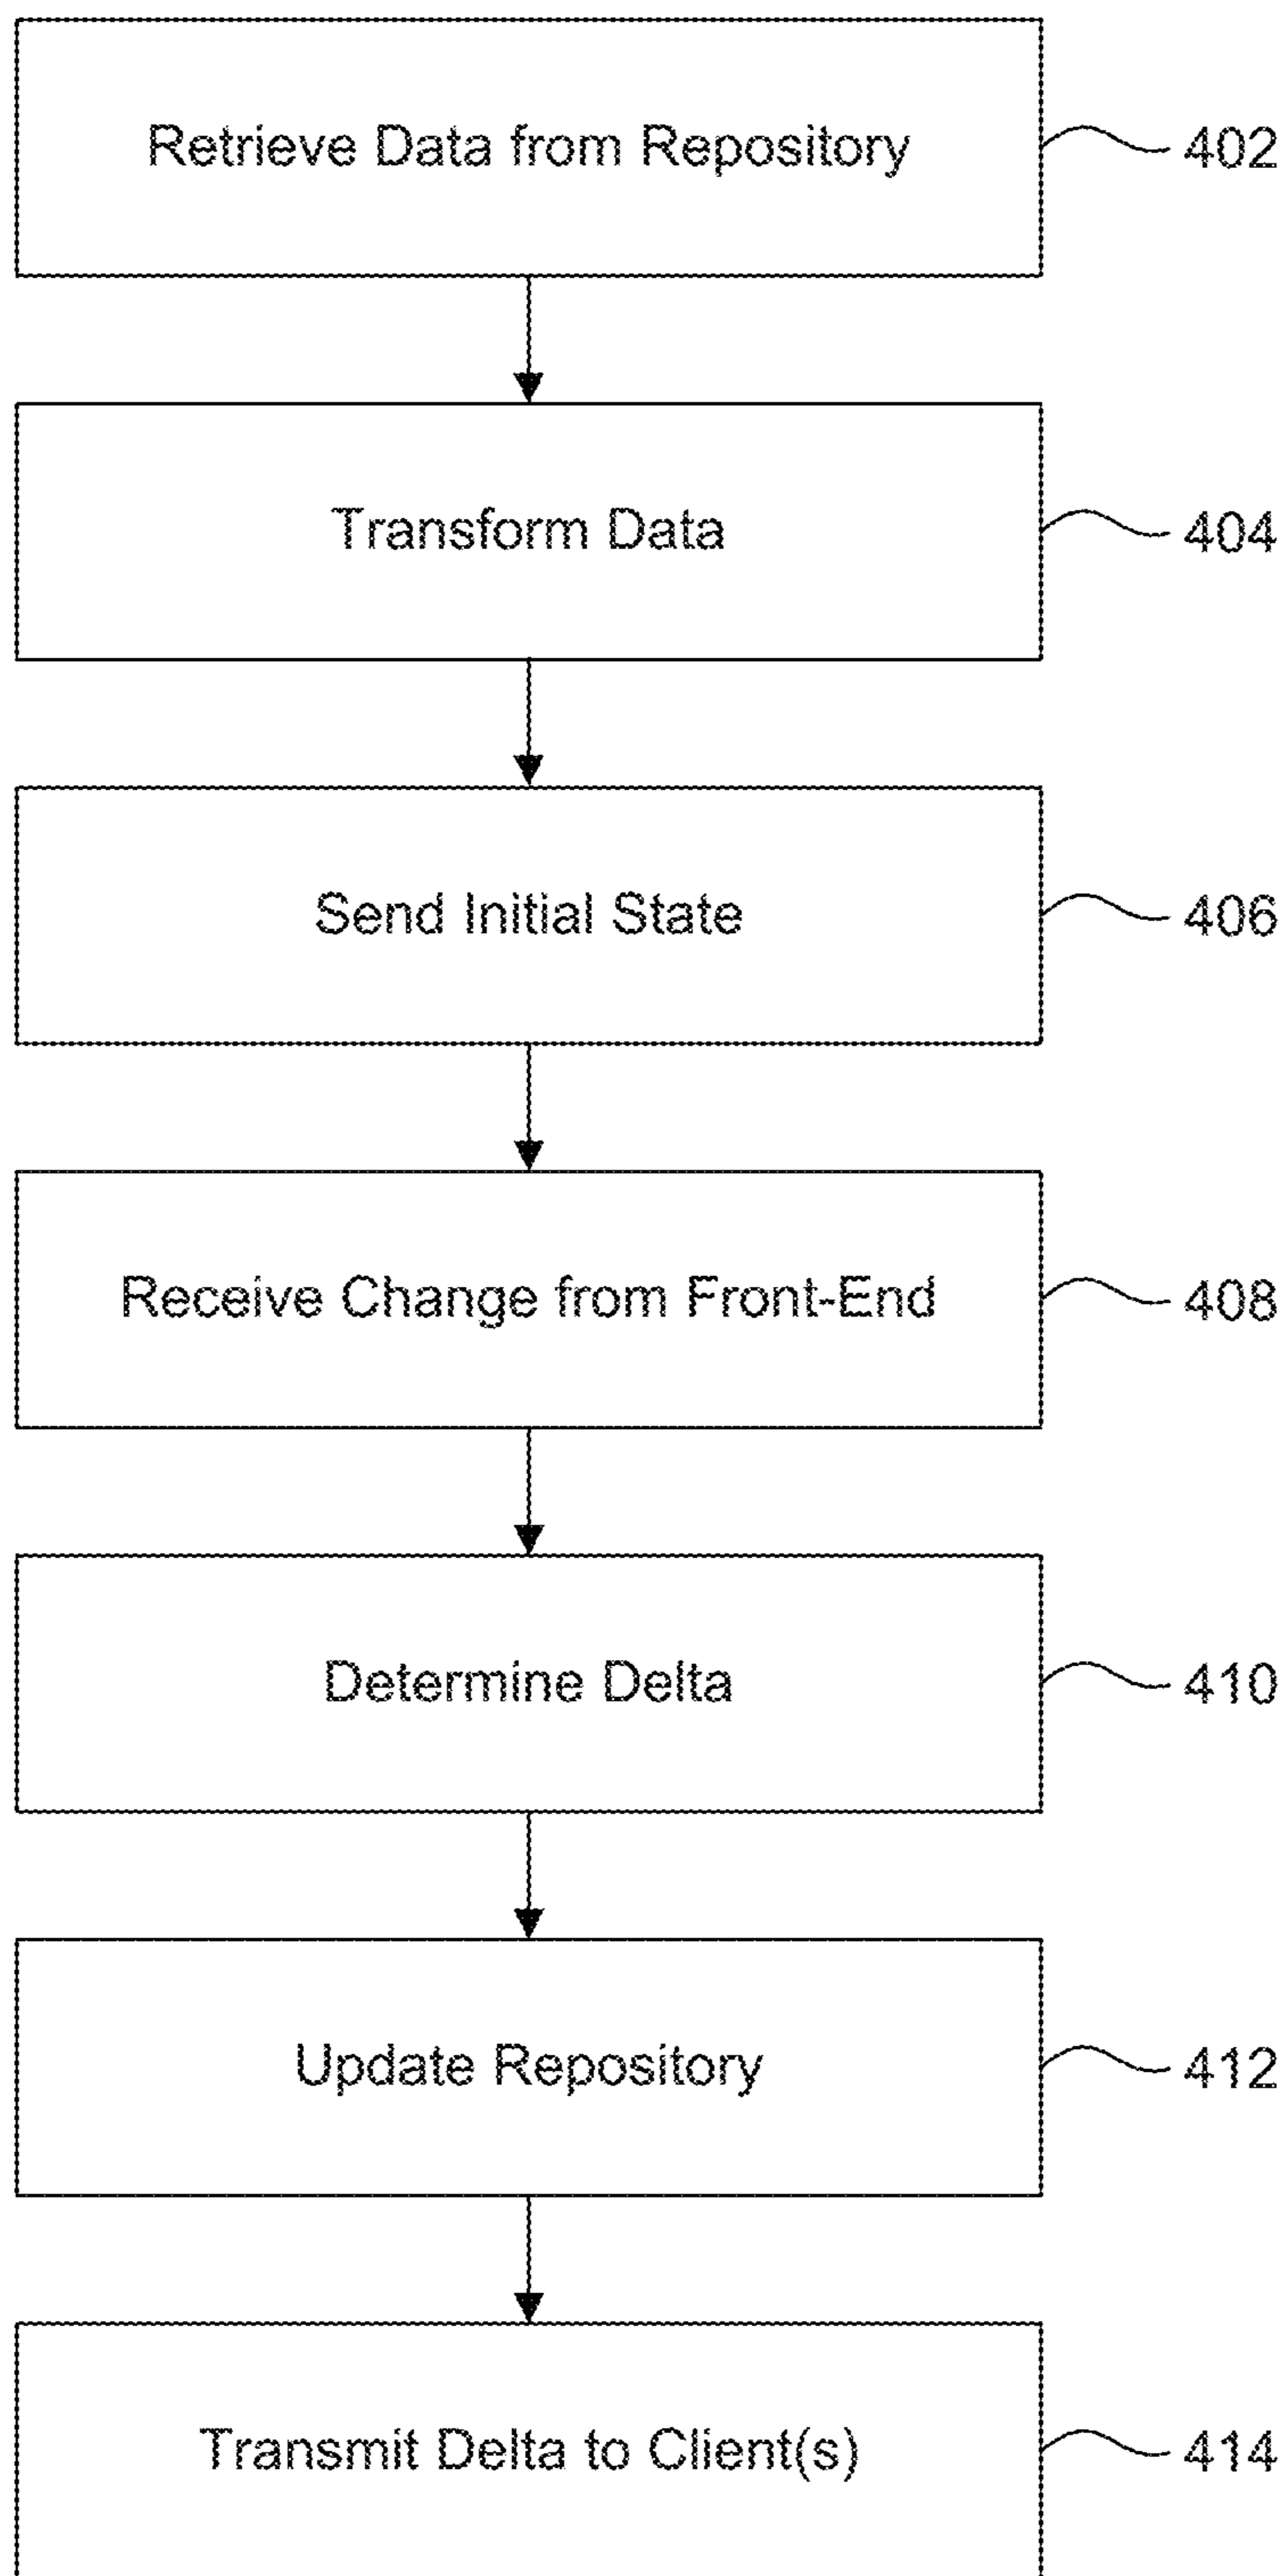 Retrieve Data from Repository
402
Transform Data
404
Send Initial State
406
Receive Change from Front-End
408
Determine Delta
410
Update Repository
412
Transmit Delta to Client(s)
414